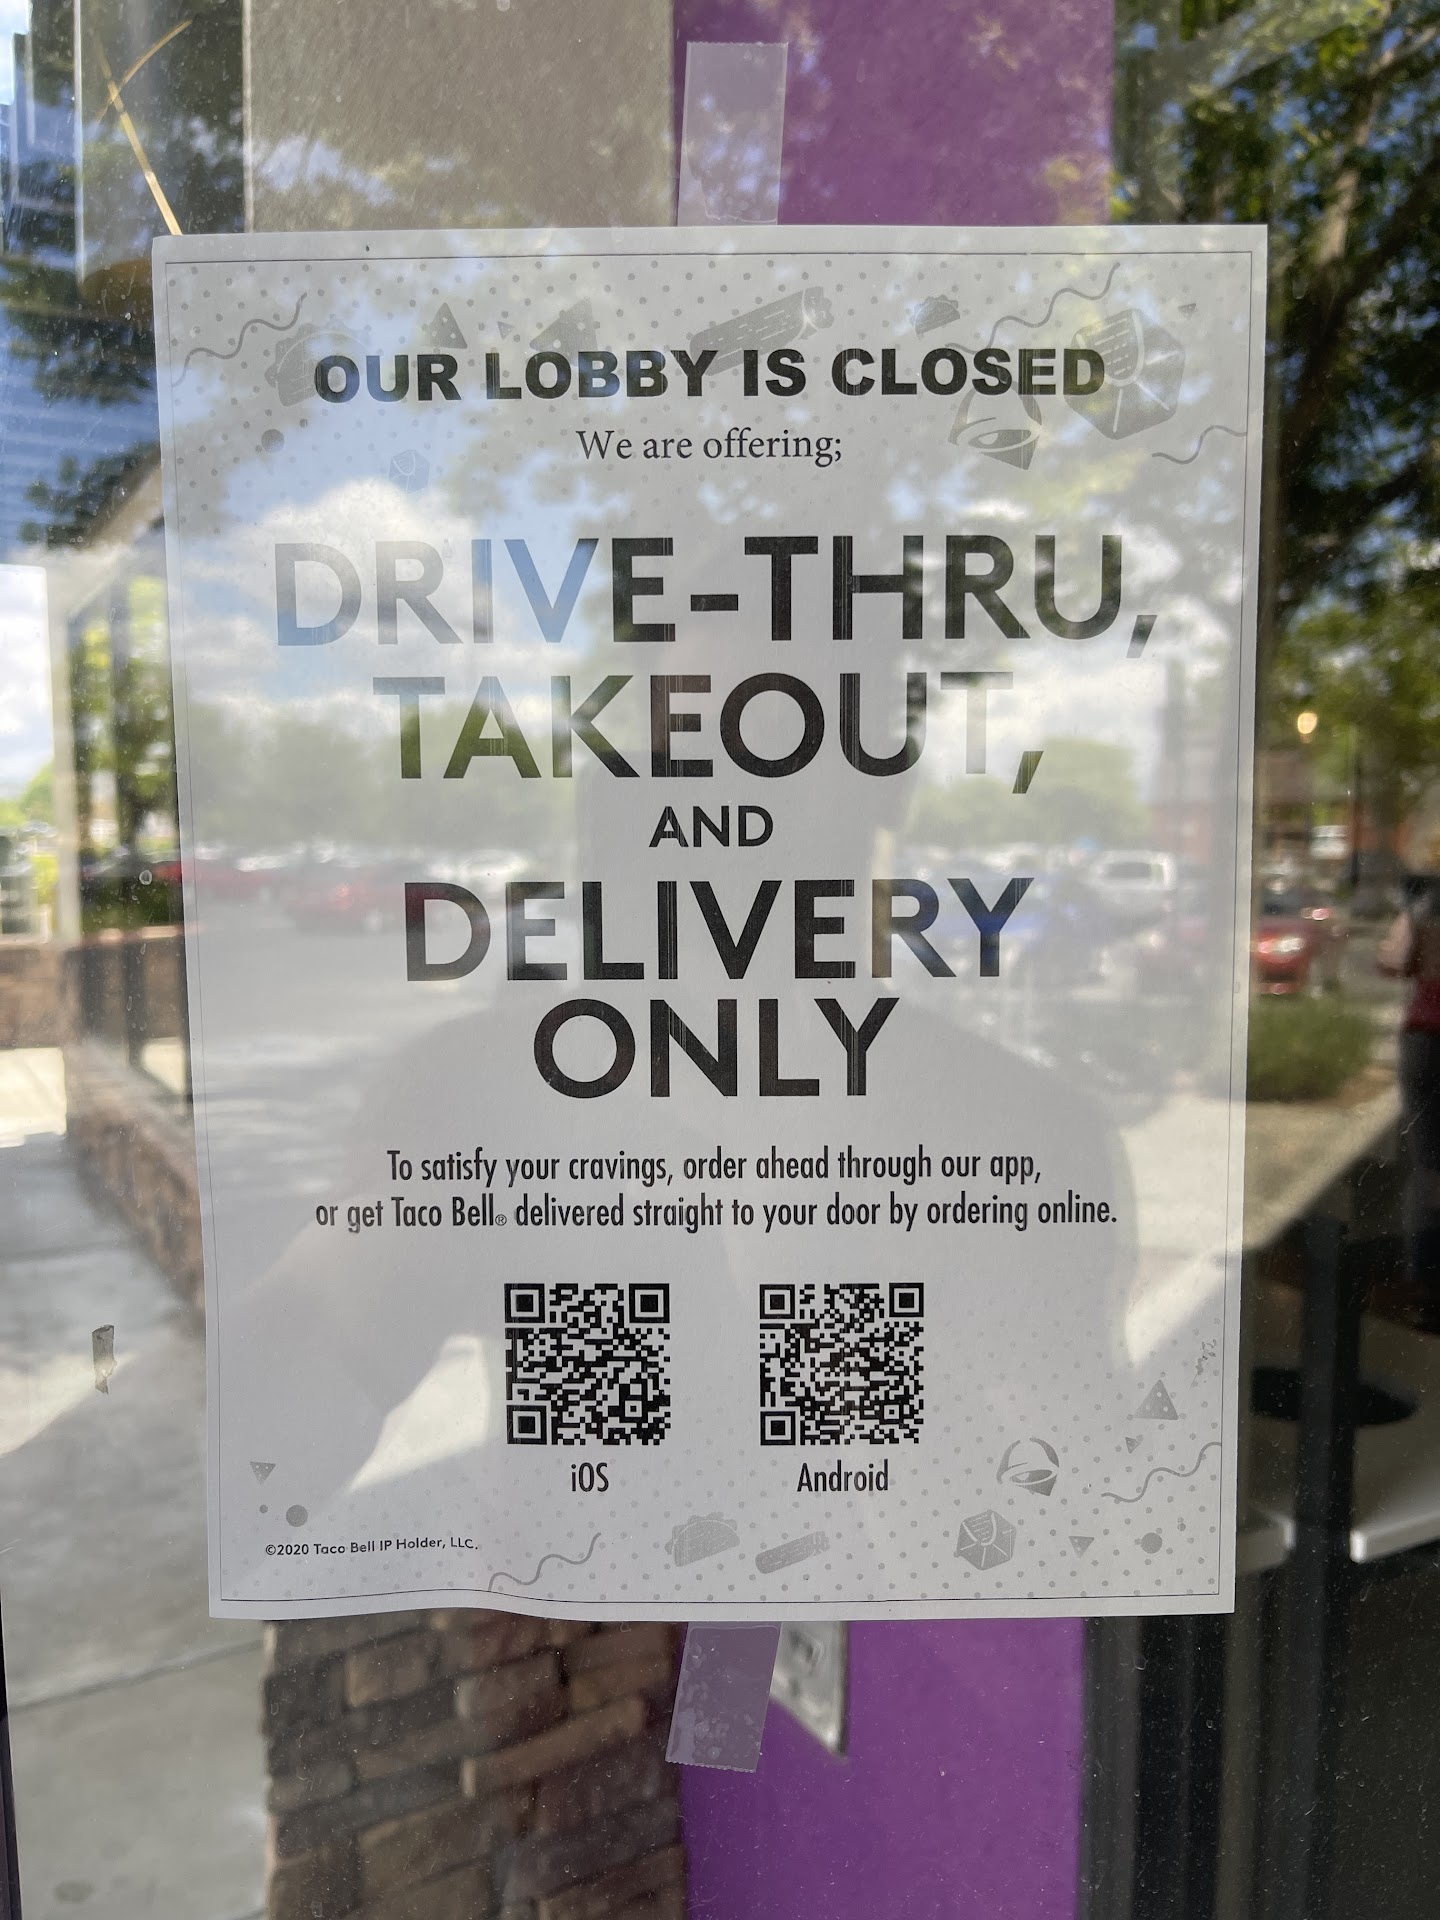 OUR LOBBY IS CLOSED
We are offering;
DRIVE-THRU,
TAKEOUT,
AND
DELIVERY
ONLY
To satisfy your cravings, order ahead through our app,
or get Taco Bell® delivered straight to your door by ordering online.
iOS Android
©2020 Taco Bell IP Holder, LLC.